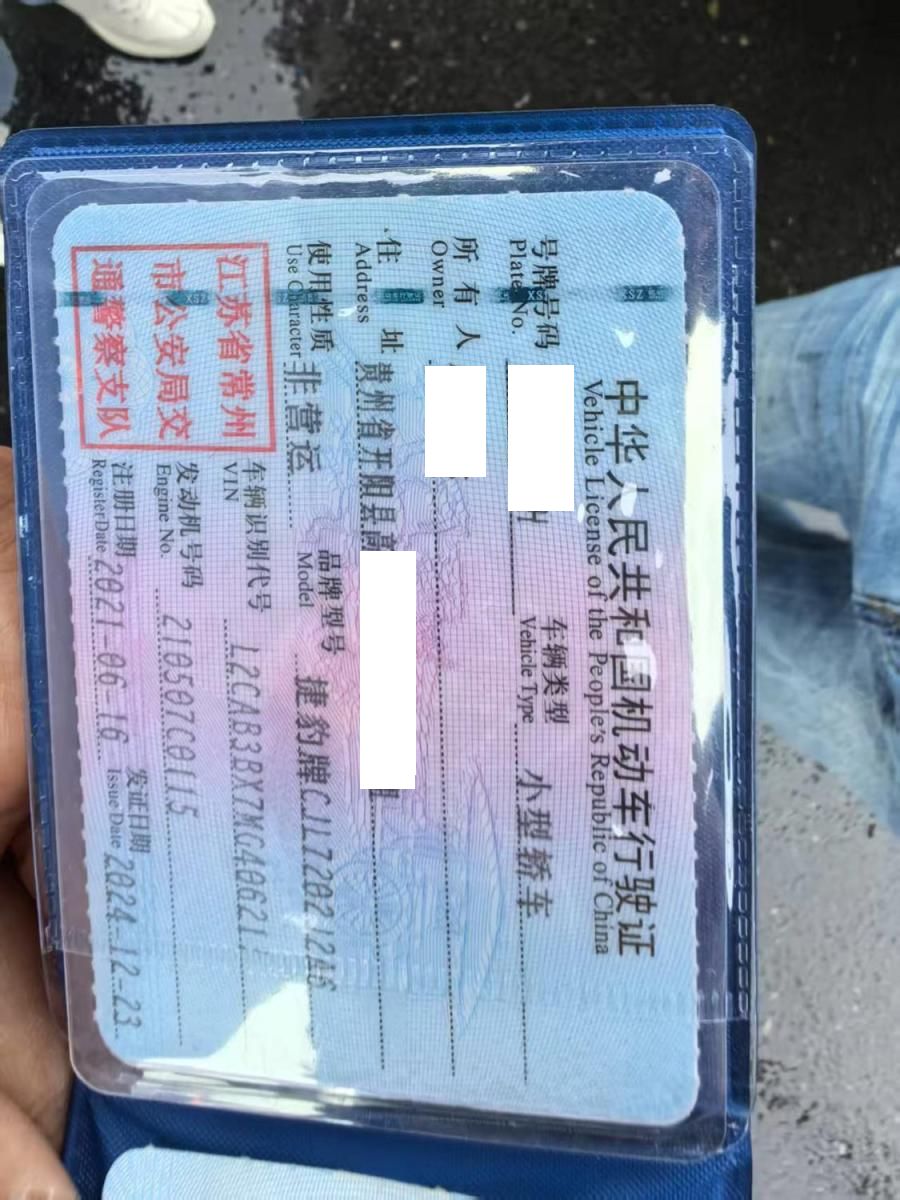 中华人民共和国机动车行驶证
Vehicle License of the People's Republic of China
号牌号码
Plate No.
车辆类型 小型轿车
Vehicle Type
所有人
Owner
住址 贵州省开阳县
Address
使用性质 非营运
Use Character
品牌型号 捷豹牌CJL7202
Model
江苏省常州
市公安局交
通警察支队
车辆识别代号 L2CAB3BX7MG40621
VIN
发动机号码 210507C0115
Engine No.
注册日期 2021-06-16
Register Date
发证日期 2024-12-23
Issue Date